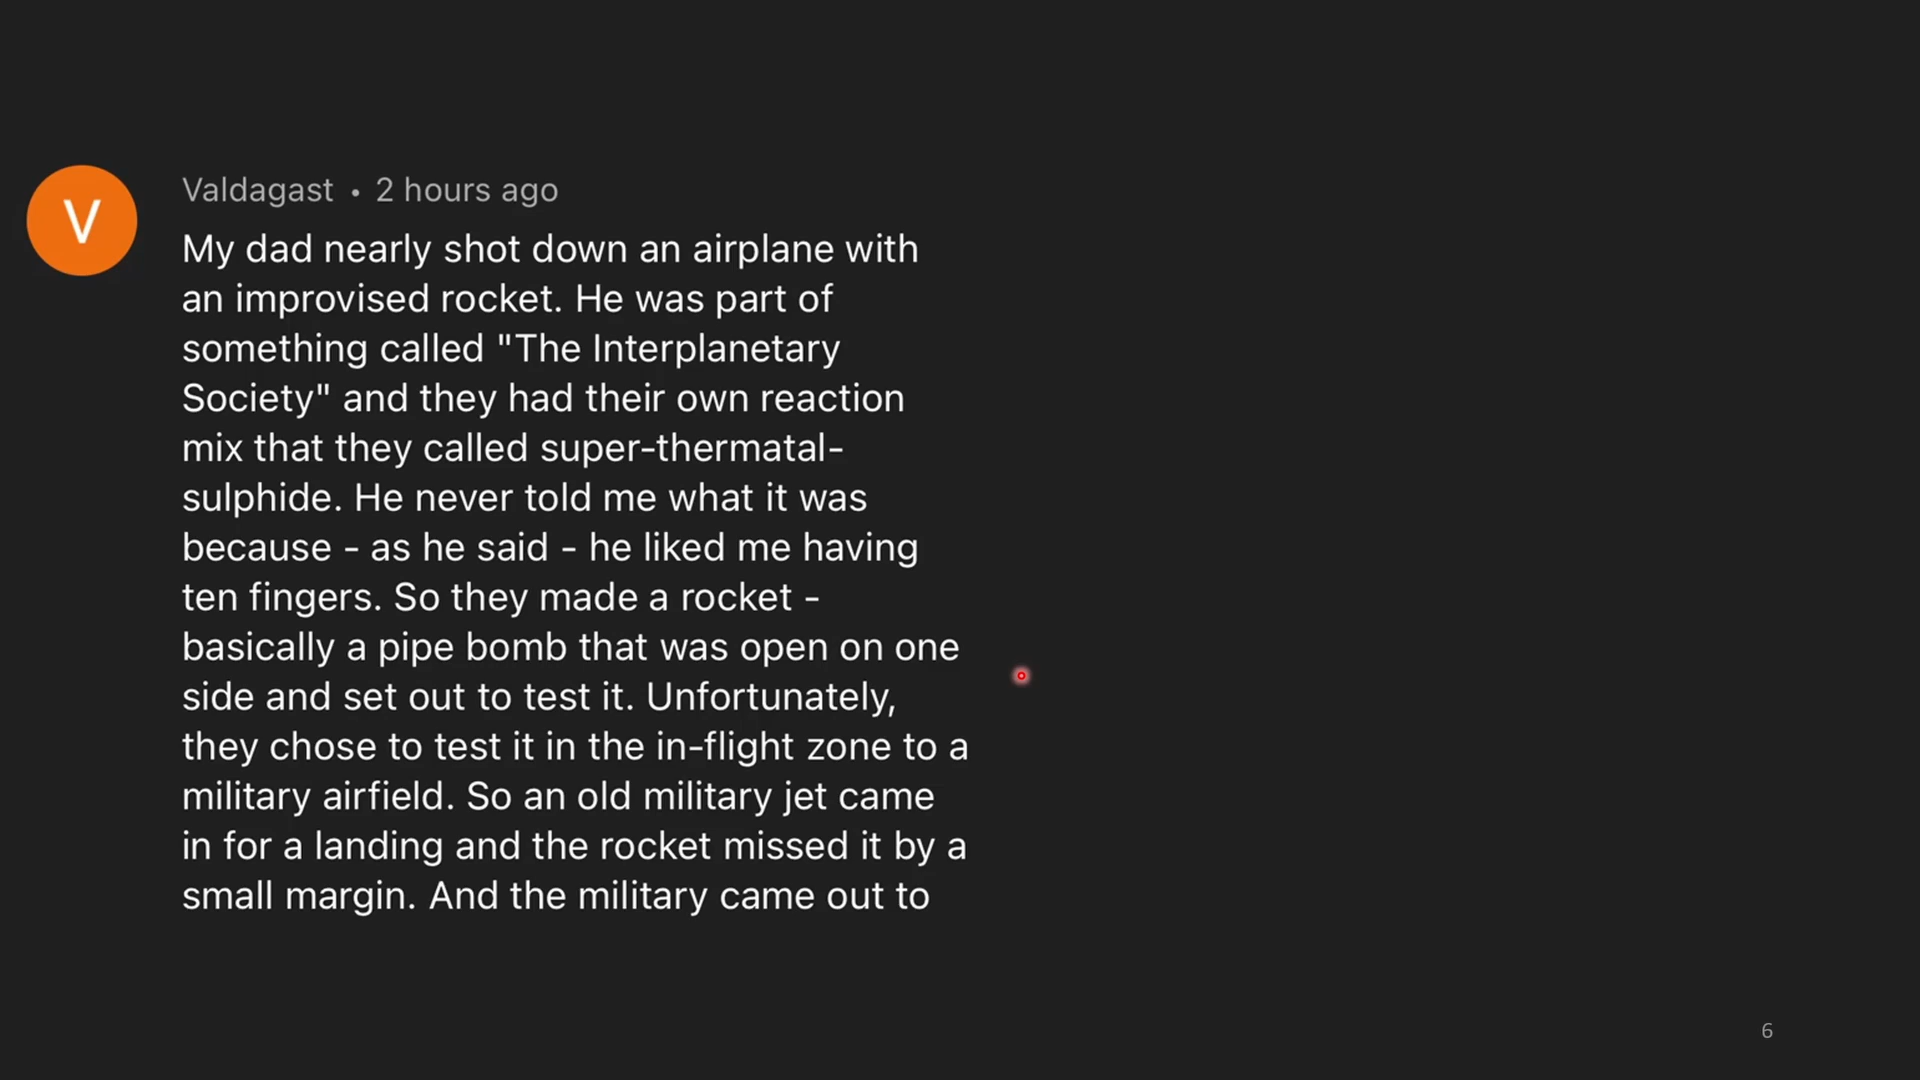 V
Valdagast • 2 hours ago
My dad nearly shot down an airplane with
an improvised rocket. He was part of
something called "The Interplanetary
Society" and they had their own reaction
mix that they called super-thermatal-
sulphide. He never told me what it was
because - as he said - he liked me having
ten fingers. So they made a rocket -
basically a pipe bomb that was open on one
side and set out to test it. Unfortunately,
they chose to test it in the in-flight zone to a
military airfield. So an old military jet came
in for a landing and the rocket missed it by a
small margin. And the military came out to
6